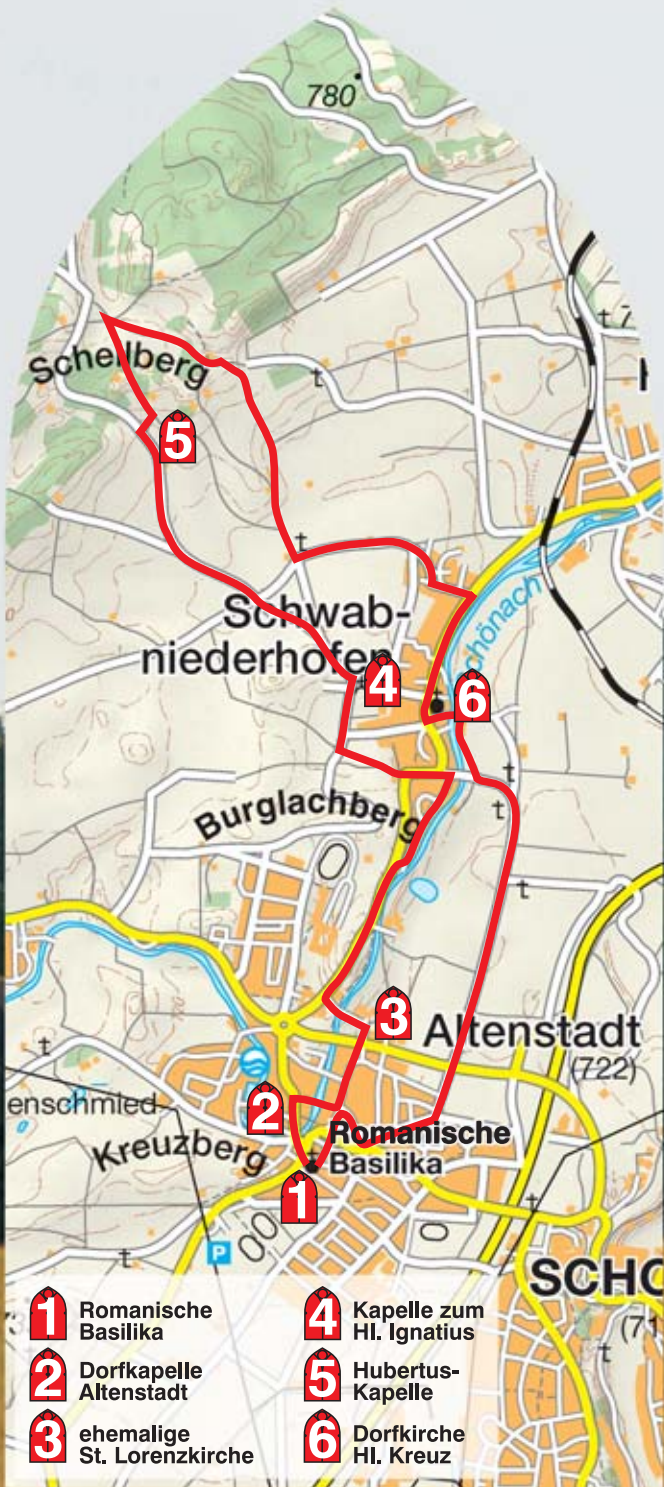 780
Schellberg
5
Schwab-
niederhofen
4
chönach
6
Burglachberg
3
Altenstadt
(722)
enschmied
2
Kreuzberg
Romanische
Basilika
1
P
SCHO
(71
1 Romanische
Basilika
2 Dorfkapelle
Altenstadt
3 ehemalige
St. Lorenzkirche
4 Kapelle zum
Hl. Ignatius
5 Hubertus-
Kapelle
6 Dorfkirche
Hl. Kreuz